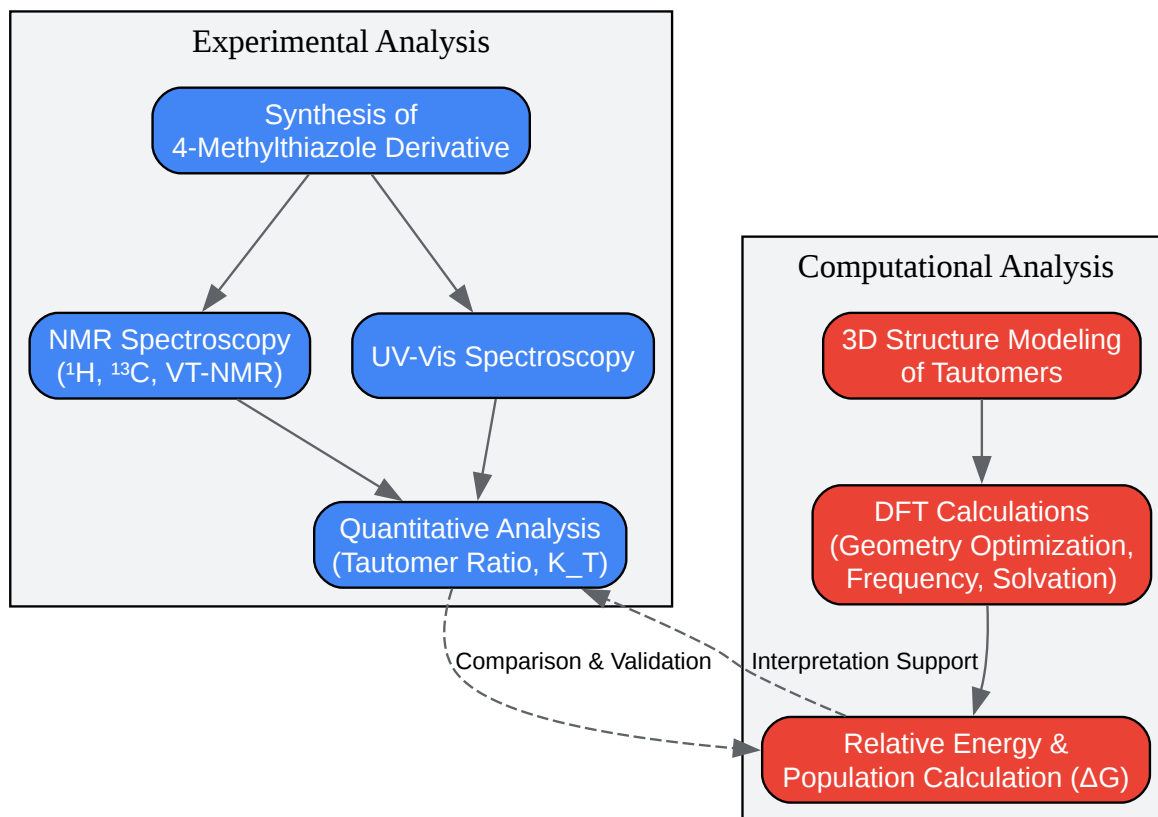 Experimental Analysis
Synthesis of
4-Methylthiazole Derivative
NMR Spectroscopy
(¹H, ¹³C, VT-NMR)
UV-Vis Spectroscopy
Quantitative Analysis
(Tautomer Ratio, K_T)
Computational Analysis
3D Structure Modeling
of Tautomers
DFT Calculations
(Geometry Optimization,
Frequency, Solvation)
Comparison & Validation
Interpretation Support
Relative Energy &
Population Calculation (ΔG)